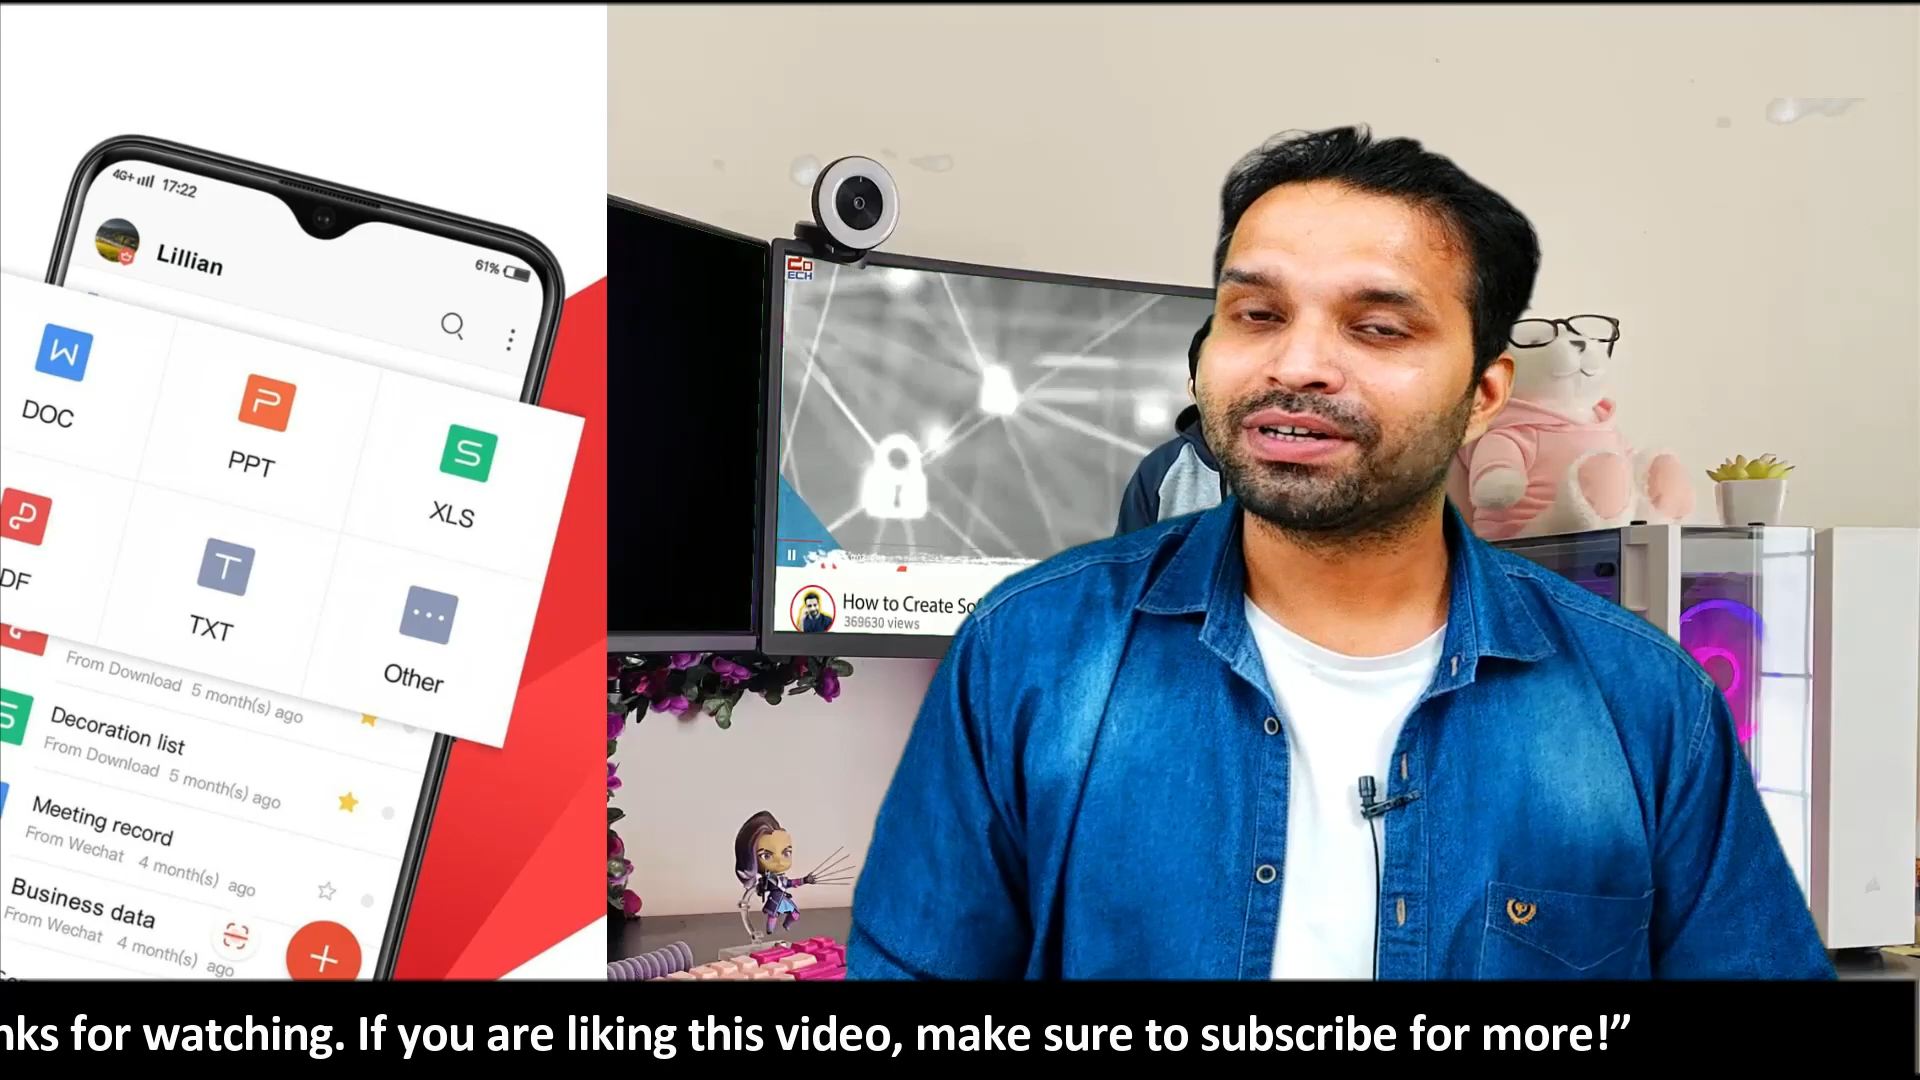 4G+ 17:22
61%
Lillian
DOC
PPT
XLS
DF
TXT
Other
From Download 5 month(s) ago
Decoration list
From Download 5 month(s) ago
Meeting record
From Wechat 4 month(s) ago
Business data
From Wechat 4 month(s) ago
ECH
How to Create So
369630 views
nks for watching. If you are liking this video, make sure to subscribe for more!”